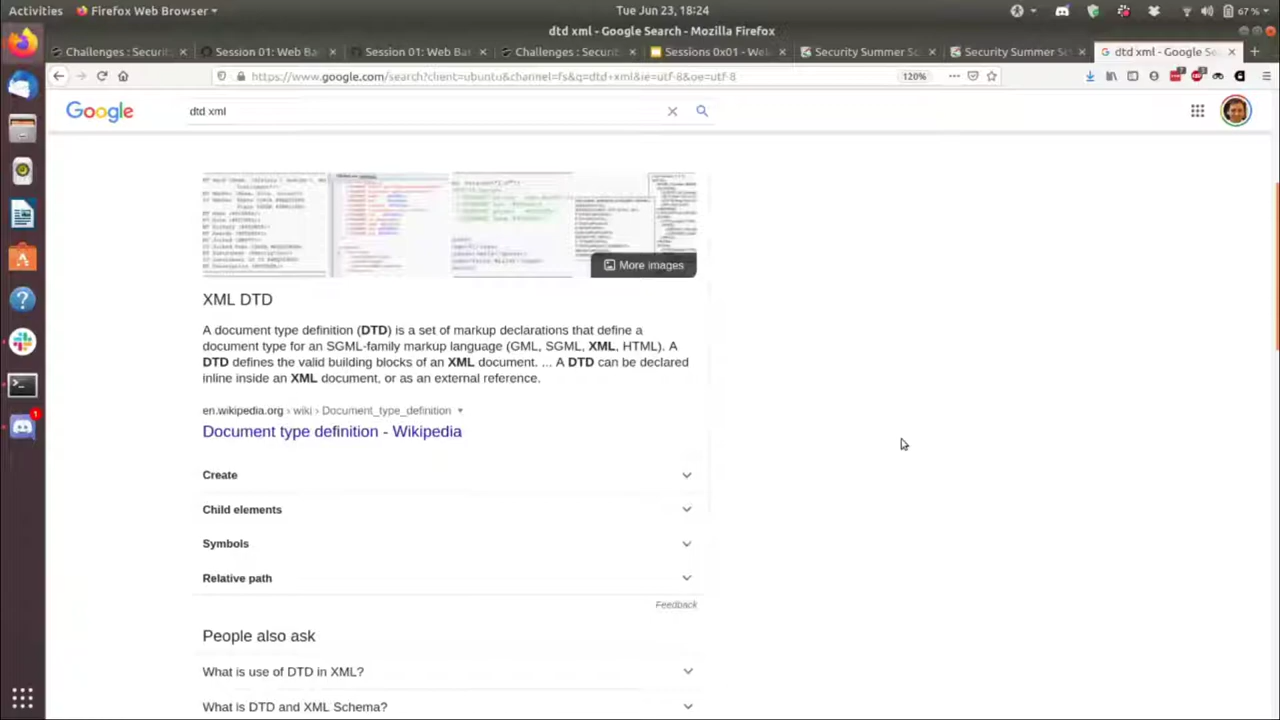 Activities
Firefox Web Browser
Tue Jun 23, 18:24
67 %
dtd xml - Google Search - Mozilla Firefox
Challenges : Securit
Session 01: Web Ba
Session 01: Web Bas
Challenges : Securit
Sessions 0x01 - Web
Security Summer Sc
Security Summer Sc
dtd xml - Google Se
https://www.google.com/search?client=ubuntu&channel=fs&q=dtd+xml&ie=utf-8&oe=utf-8
120%
Google
dtd xml
More images
XML DTD
A document type definition (DTD) is a set of markup declarations that define a
document type for an SGML-family markup language (GML, SGML, XML, HTML). A
DTD defines the valid building blocks of an XML document. ... A DTD can be declared
inline inside an XML document, or as an external reference.
en.wikipedia.org › wiki › Document_type_definition
Document type definition - Wikipedia
Create
Child elements
Symbols
Relative path
Feedback
People also ask
What is use of DTD in XML?
What is DTD and XML Schema?